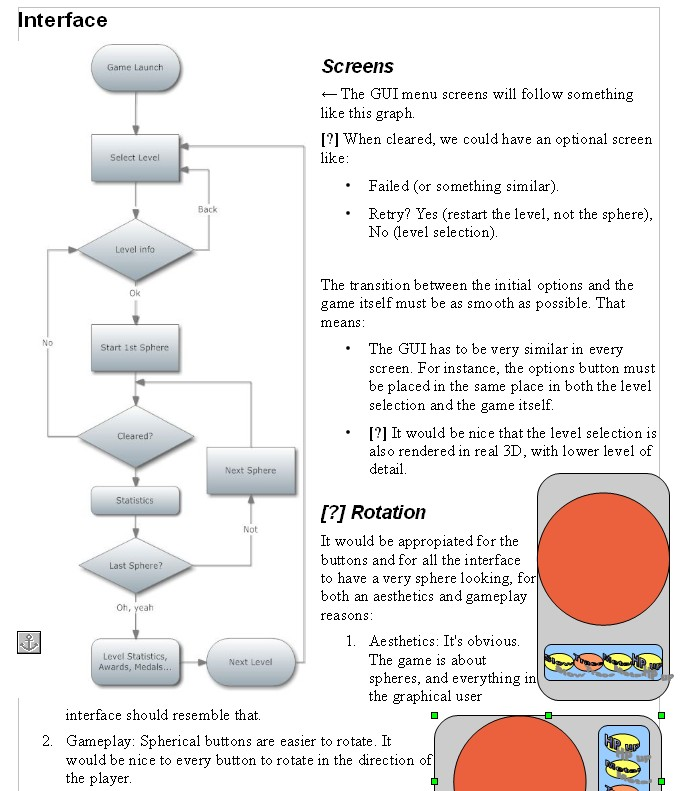 Interface
Game Launch
Select Level
Back
Level info
Ok
No
Start 1st Sphere
Cleared?
Next Sphere
Statistics
Not
Last Sphere?
Oh, yeah
Level Statistics,
Awards, Medals...
Next Level
Screens
← The GUI menu screens will follow something
like this graph.
[?] When cleared, we could have an optional screen
like:
• Failed (or something similar).
• Retry? Yes (restart the level, not the sphere),
No (level selection).
The transition between the initial options and the
game itself must be as smooth as possible. That
means:
• The GUI has to be very similar in every
screen. For instance, the options button must
be placed in the same place in both the level
selection and the game itself.
• [?] It would be nice that the level selection is
also rendered in real 3D, with lower level of
detail.
[?] Rotation
It would be appropiated for the
buttons and for all the interface
to have a very sphere looking, for
both an aesthetics and gameplay
reasons:
1. Aesthetics: It's obvious.
The game is about
spheres, and everything in
the graphical user
interface should resemble that.
2. Gameplay: Spherical buttons are easier to rotate. It
would be nice to every button to rotate in the direction of
the player.
HP up
HP up